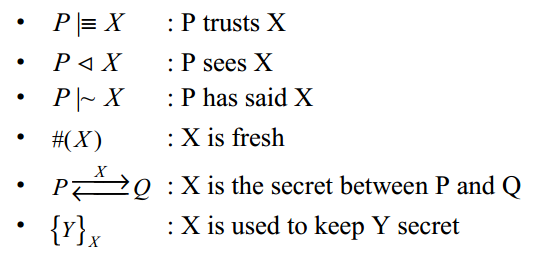 • P |≡ X : P trusts X
• P ⊲ X : P sees X
• P |~ X : P has said X
• #(X) : X is fresh
• P X⇄ Q : X is the secret between P and Q
• {Y}X : X is used to keep Y secret